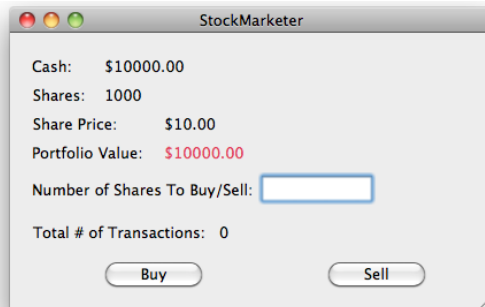 StockMarketer
Cash: $10000.00
Shares: 1000
Share Price: $10.00
Portfolio Value: $10000.00
Number of Shares To Buy/Sell:
Total # of Transactions: 0
Buy Sell